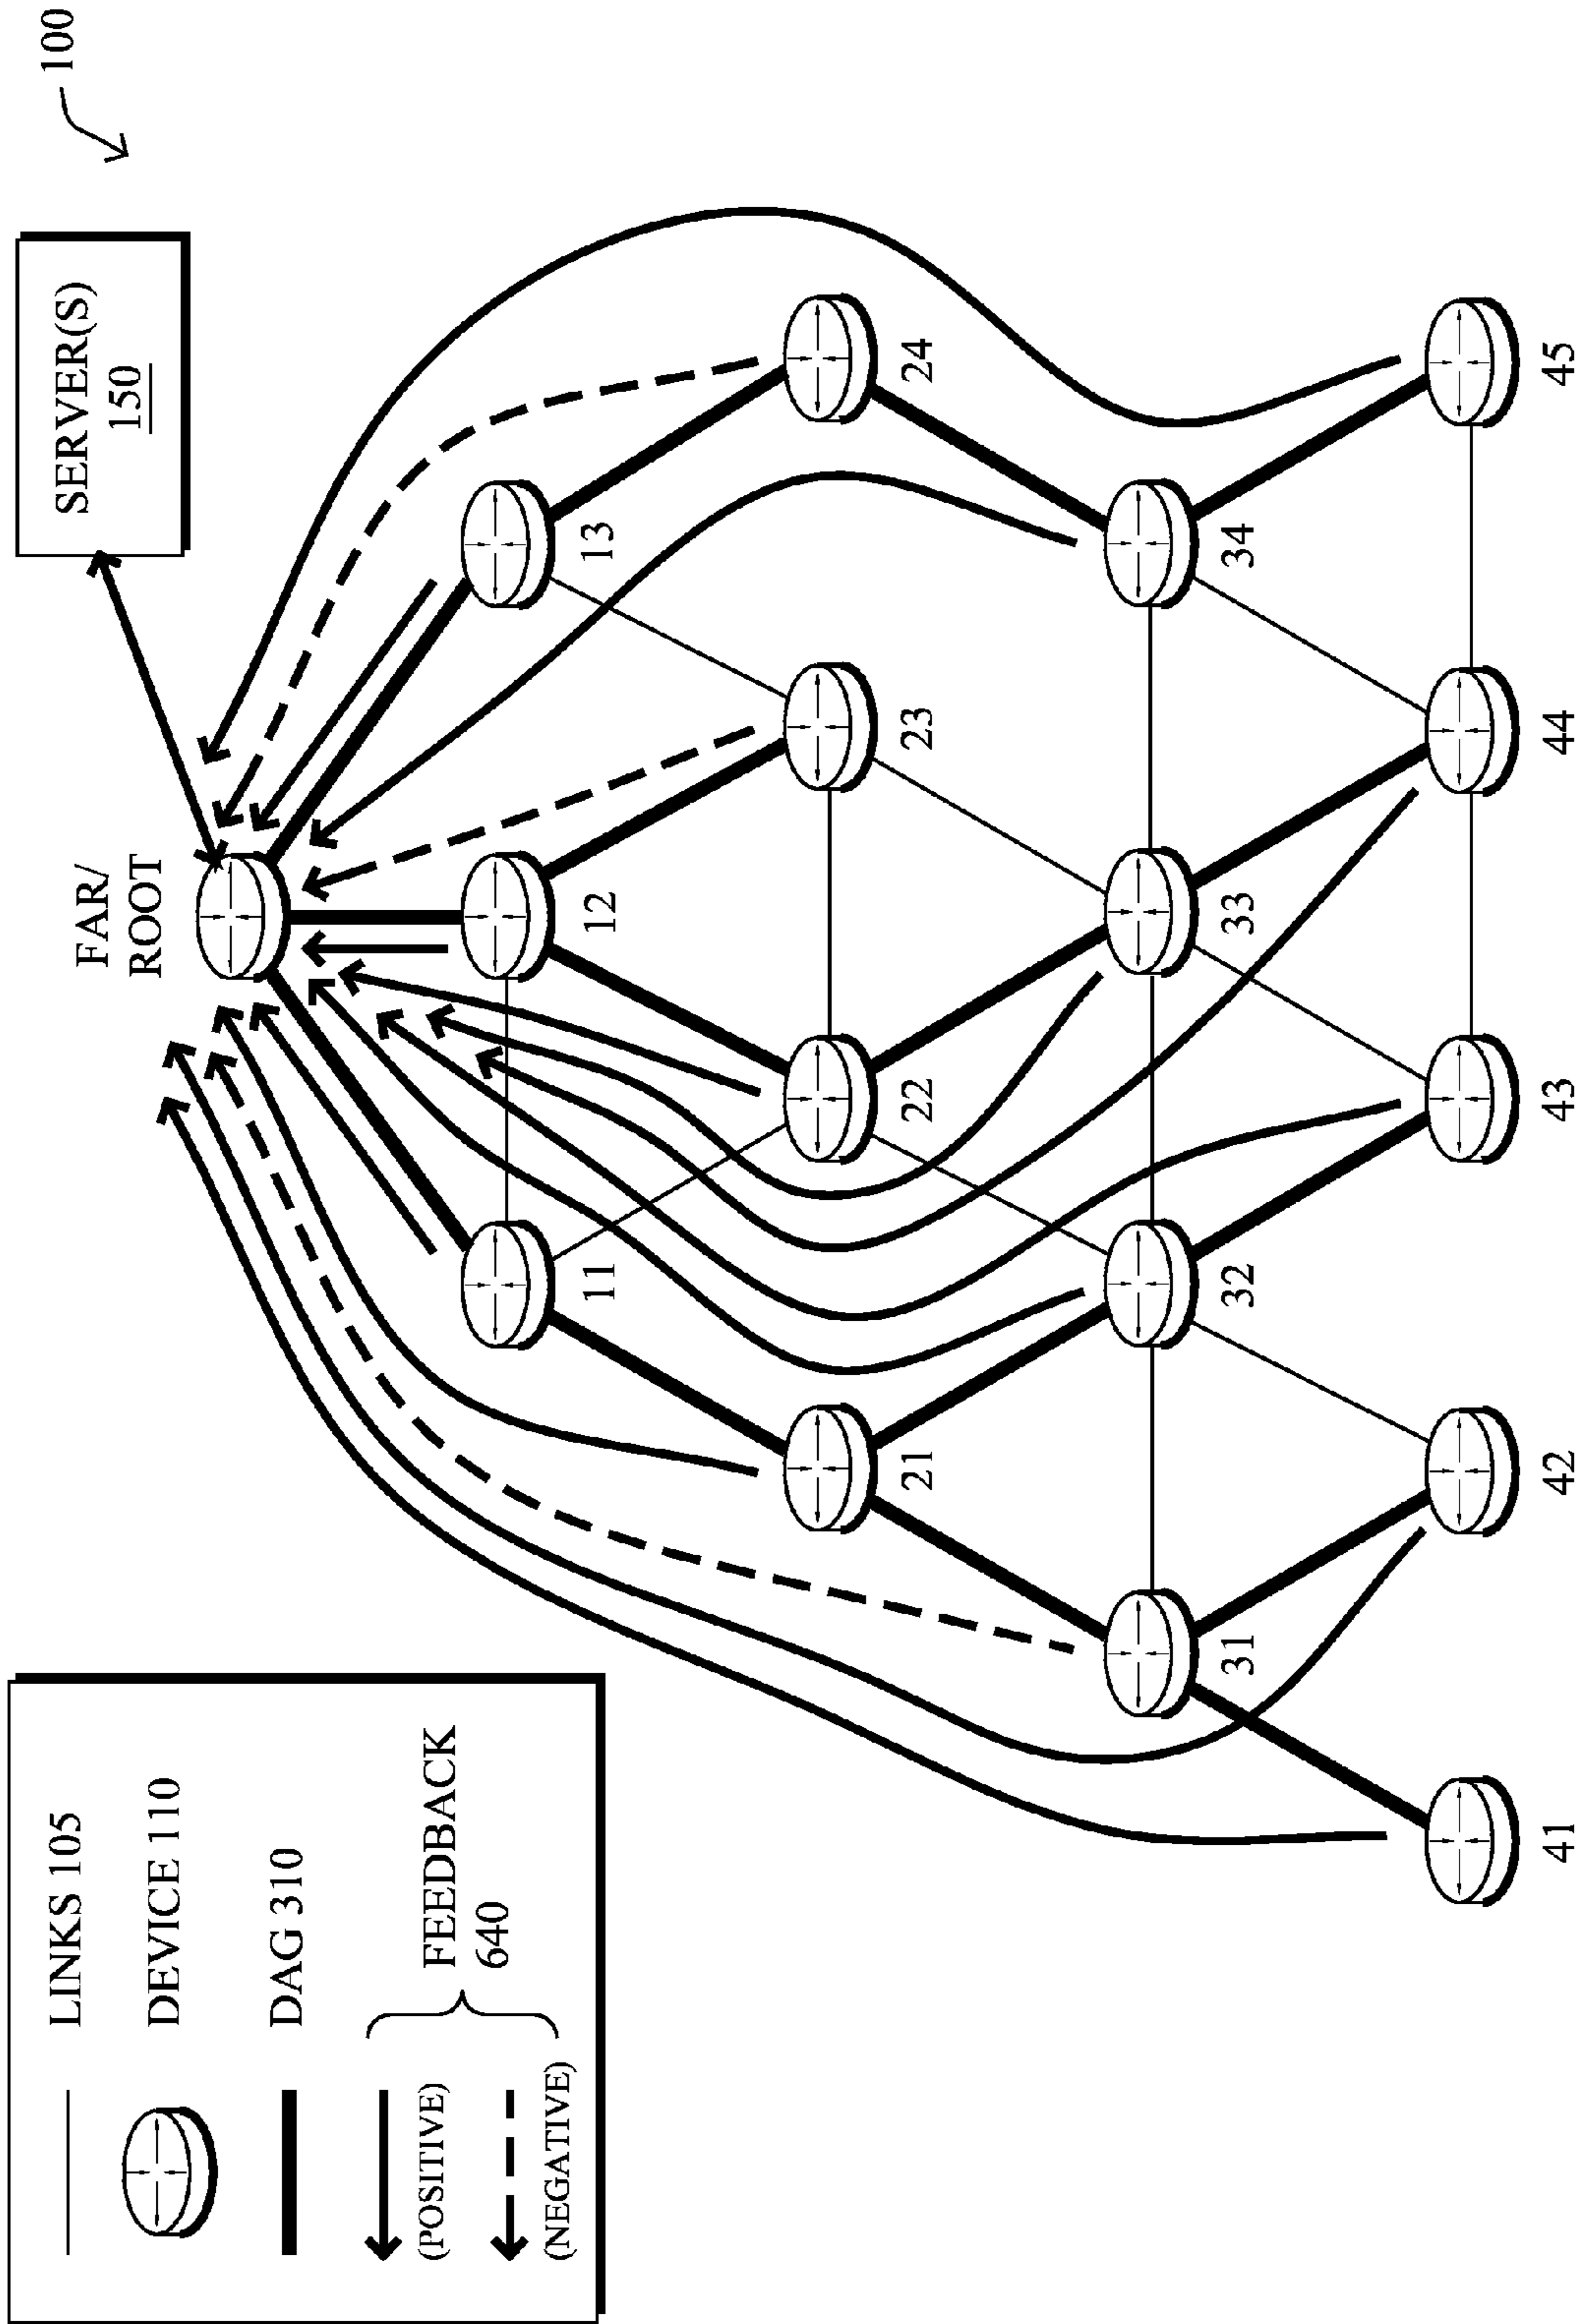 LINKS 105
DEVICE 110
DAG 310
(POSITIVE)
(NEGATIVE)
FEEDBACK
640
FAR/
ROOT
SERVER(S)
150
100
11
12
13
21
22
23
24
31
32
33
34
41
42
43
44
45